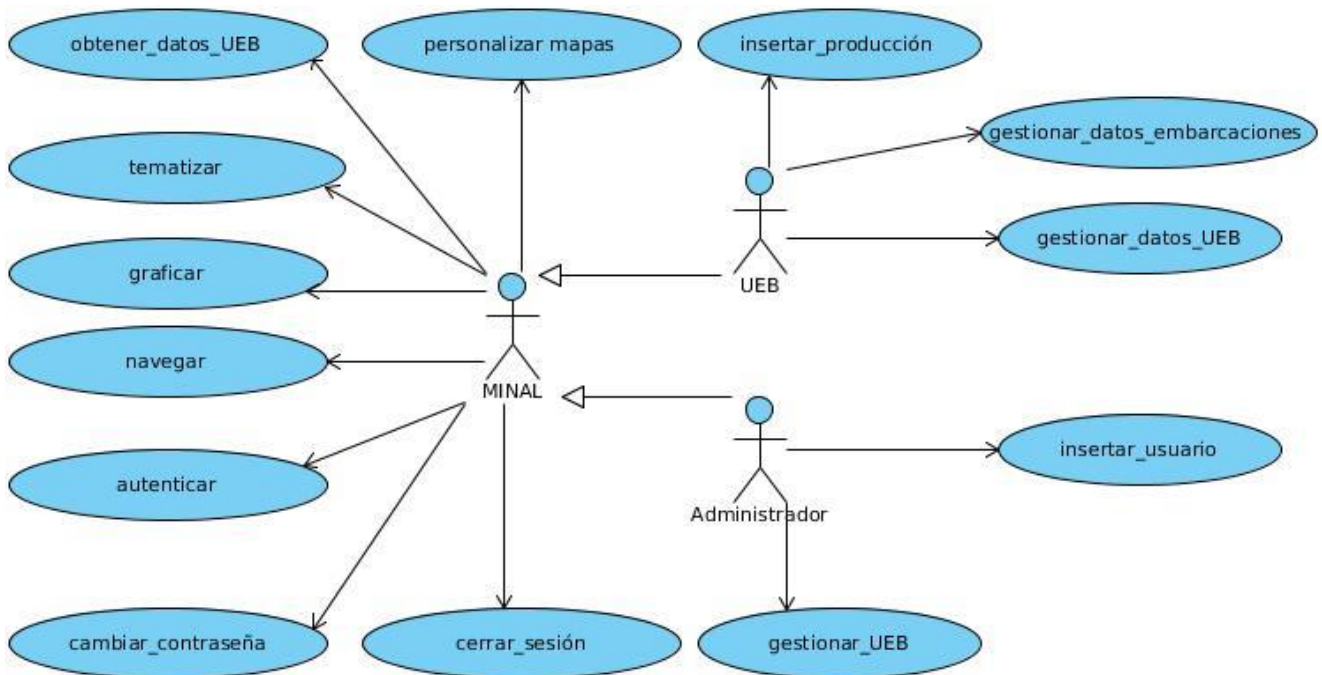 obtener_datos_UEB
personalizar mapas
insertar_producción
gestionar_datos_embarcaciones
tematizar
gestionar_datos_UEB
graficar
UEB
navegar
MINAL
insertar_usuario
autenticar
Administrador
cambiar_contraseña
cerrar_sesión
gestionar_UEB